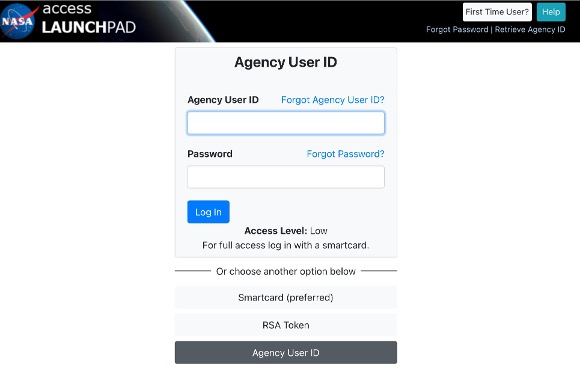 NASA
access
LAUNCHPAD
First Time User?
Help
Forgot Password | Retrieve Agency ID
Agency User ID
Agency User ID
Forgot Agency User ID?
Password
Forgot Password?
Log In
Access Level: Low
For full access log in with a smartcard.
Or choose another option below
Smartcard (preferred)
RSA Token
Agency User ID